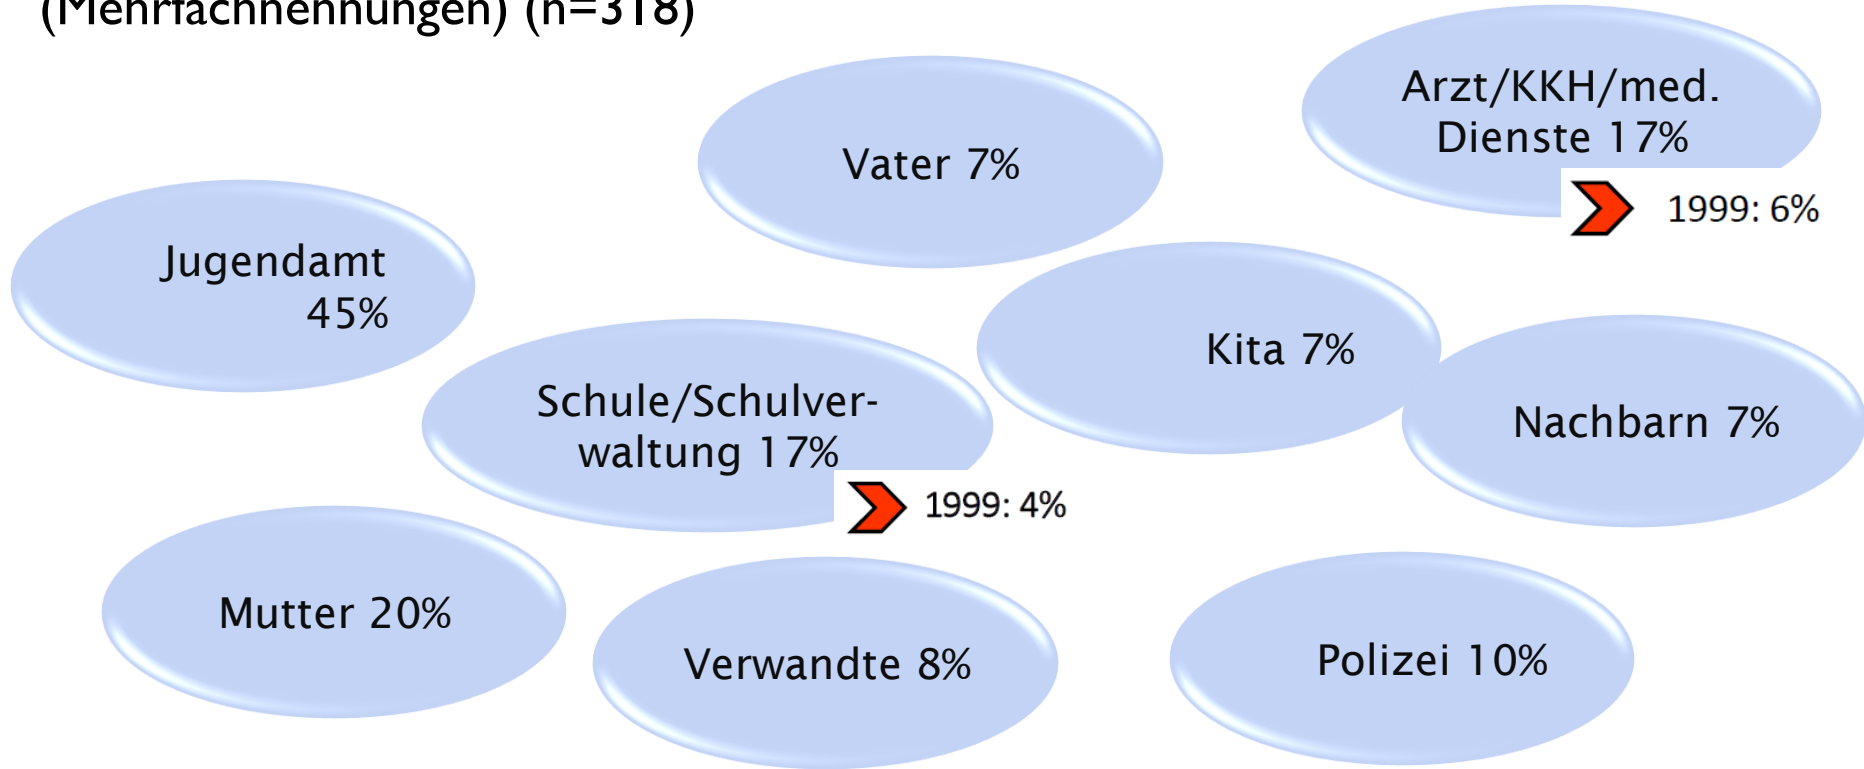 (Mehrfachnennungen) (n=318)
Arzt/KKH/med.
Dienste 17%
1999: 6%
Vater 7%
Jugendamt
45%
Kita 7%
Schule/Schulver-
waltung 17%
1999: 4%
Nachbarn 7%
Mutter 20%
Verwandte 8%
Polizei 10%